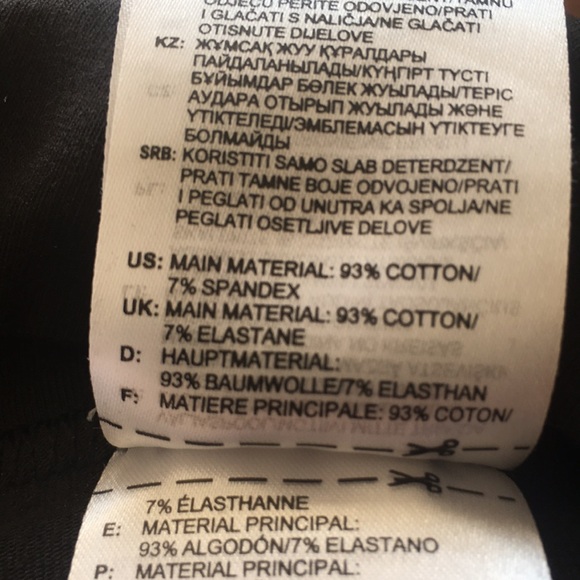 ODJEĆU PERITE ODVOJENO/PRATI
I GLAČATI S NALIČJA/NE GLAČATI
OTISNUTE DIJELOVE
KZ: ЖҰМСАҚ ЖУУ ҚҰРАЛДАРЫ
ПАЙДАЛАНЫЛАДЫ/КҮҢГІРТ ТҮСТІ
БҰЙЫМДАР БӨЛЕК ЖУЫЛАДЫ/ТЕРІС
АУДАРА ОТЫРЫП ЖУЫЛАДЫ ЖӘНЕ
ҮТІКТЕЛЕДІ/ЭМБЛЕМАСЫН ҮТІКТЕУГЕ
БОЛМАЙДЫ
SRB: KORISTITI SAMO SLAB DETERDZENT/
PRATI TAMNE BOJE ODVOJENO/PRATI
I PEGLATI OD UNUTRA KA SPOLJA/NE
PEGLATI OSETLJIVE DELOVE
US: MAIN MATERIAL: 93% COTTON/
7% SPANDEX
UK: MAIN MATERIAL: 93% COTTON/
7% ELASTANE
D: HAUPTMATERIAL:
93% BAUMWOLLE/7% ELASTHAN
F: MATIERE PRINCIPALE: 93% COTON/
7% ÉLASTHANNE
E: MATERIAL PRINCIPAL:
93% ALGODÓN/7% ELASTANO
P: MATERIAL PRINCIPAL: